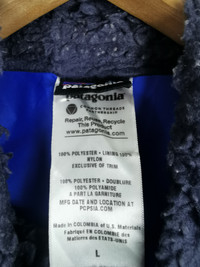 patagonia
patagonia
COMMON THREADS
PARTNERSHIP
Repair, Reuse, Recycle
This Product
www.patagonia.com
100% POLYESTER • LINING: 100%
NYLON
EXCLUSIVE OF TRIM
100% POLYESTER • DOUBLURE
100% POLYAMIDE
A PART LA GARNITURE
MFG DATE AND LOCATION AT
PCPSIA.COM
Made in COLOMBIA of U.S. Materials
Fabriqué en COLOMBIE des
Matières des ÉTATS-UNIS
L